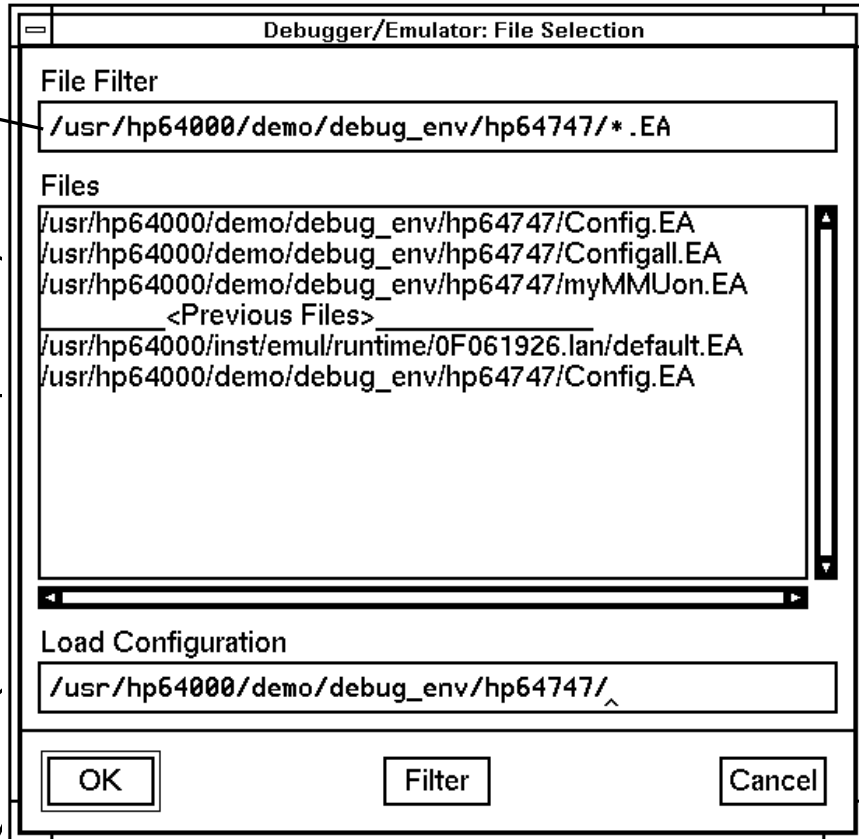 Debugger/Emulator: File Selection
File Filter
/usr/hp64000/demo/debug_env/hp64747/*.EA
Files
/usr/hp64000/demo/debug_env/hp64747/Config.EA
/usr/hp64000/demo/debug_env/hp64747/Configall.EA
/usr/hp64000/demo/debug_env/hp64747/myMMUon.EA
_________<Previous Files>________________
/usr/hp64000/inst/emul/runtime/0F061926.lan/default.EA
/usr/hp64000/demo/debug_env/hp64747/Config.EA
Load Configuration
/usr/hp64000/demo/debug_env/hp64747/
OK Filter Cancel